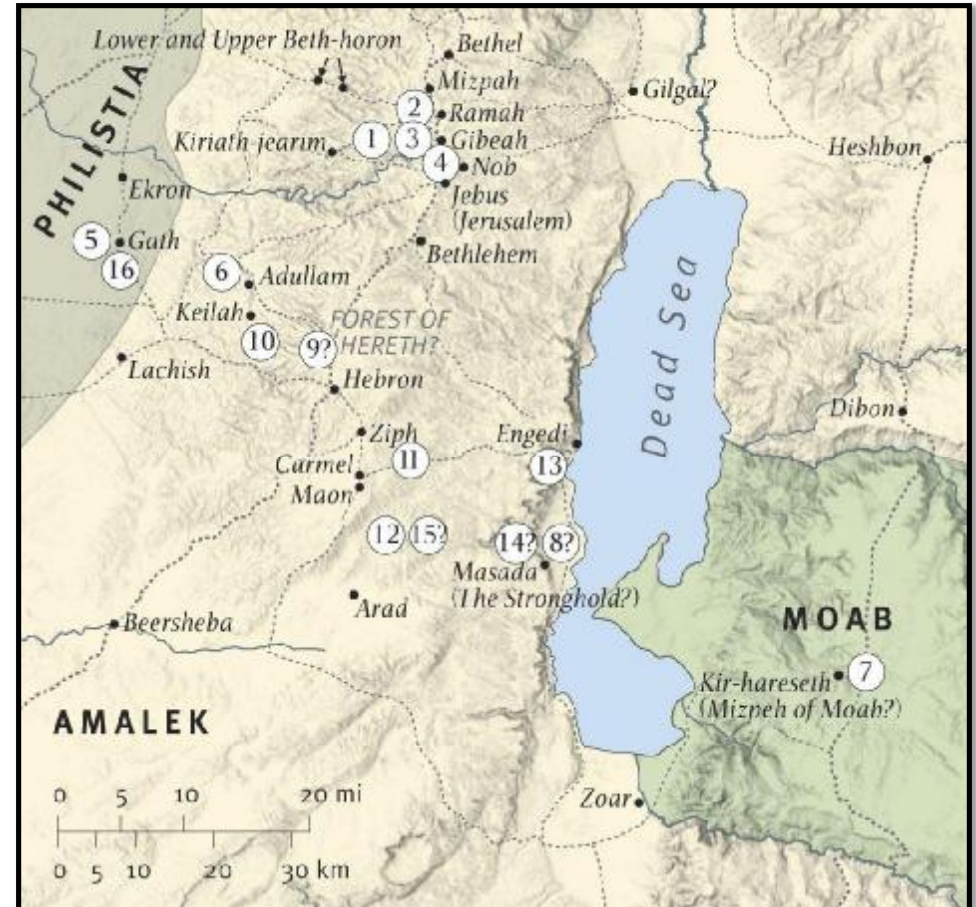 Lower and Upper Beth-horon
Bethel
Mizpah
Gilgal?
2
Ramah
PHILISTIA
Kiriath-jearim
1
3
Gibeah
Heshbon
4
Nob
Ekron
Jebus
(Jerusalem)
5
Gath
Bethlehem
16
6
Adullam
Keilah
FOREST OF
HERETH?
10
9?
Lachish
Hebron
Dead Sea
Dibon
Ziph
Engedi
11
Carmel
13
Maon
12
15?
14?
8?
Masada
(The Stronghold?)
Arad
Beersheba
MOAB
7
Kir-hareseth
(Mizpeh of Moab?)
AMALEK
0 5 10 20 mi
Zoar
0 5 10 20 30 km